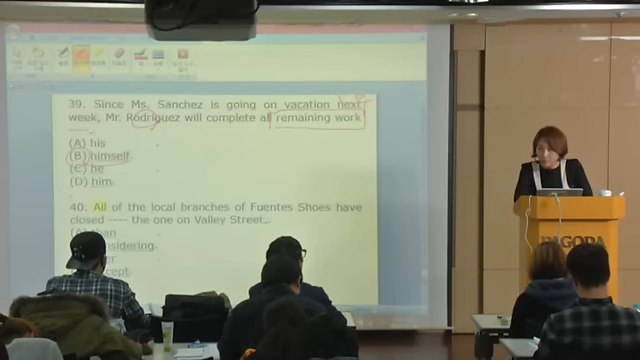 39. Since Ms. Sanchez is going on vacation next
week, Mr. Rodriguez will complete all remaining work
----.
(A) his
(B) himself
(C) he
(D) him
40. All of the local branches of Fuentes Shoes have
closed ---- the one on Valley Street.
PAGODA